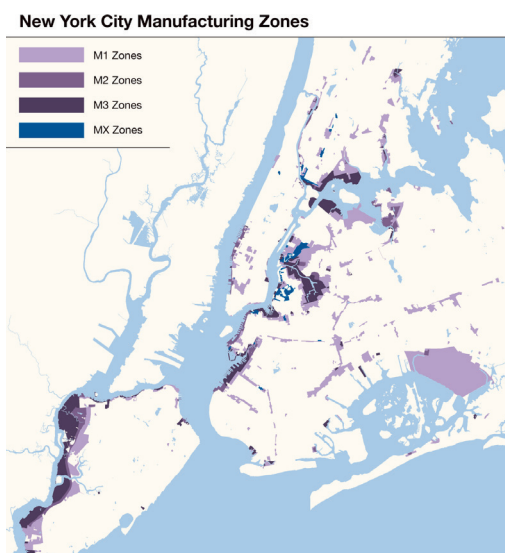 New York City Manufacturing Zones
M1 Zones
M2 Zones
M3 Zones
MX Zones